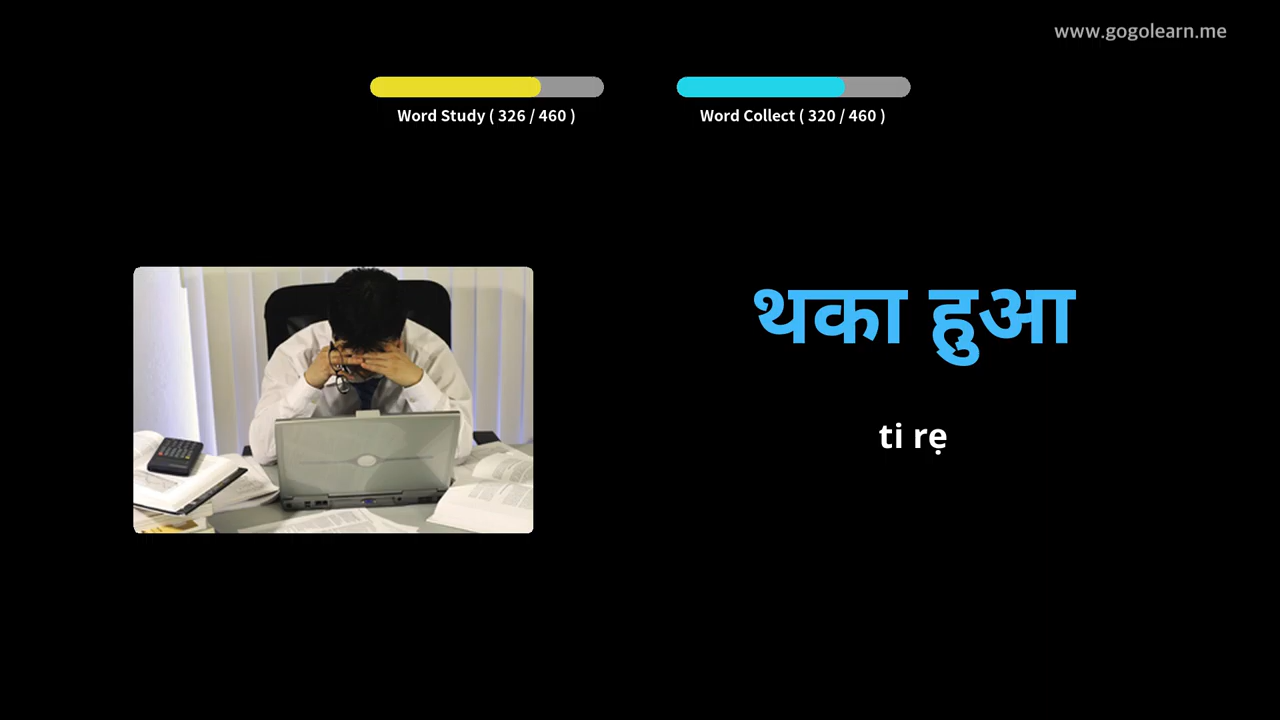 www.gogolearn.me
Word Study ( 326 / 460 )
Word Collect ( 320 / 460 )
थका हुआ
ti rẹ